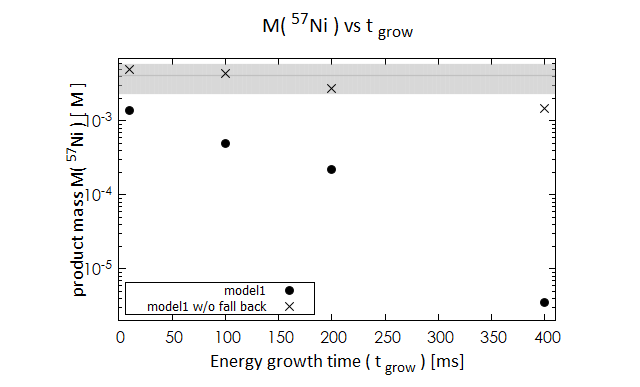 M( ⁵⁷Ni ) vs t grow
product mass M( ⁵⁷Ni ) [ M ]
10⁻³
10⁻⁴
10⁻⁵
model1
model1 w/o fall back
0 50 100 150 200 250 300 350 400
Energy growth time ( t grow ) [ms]